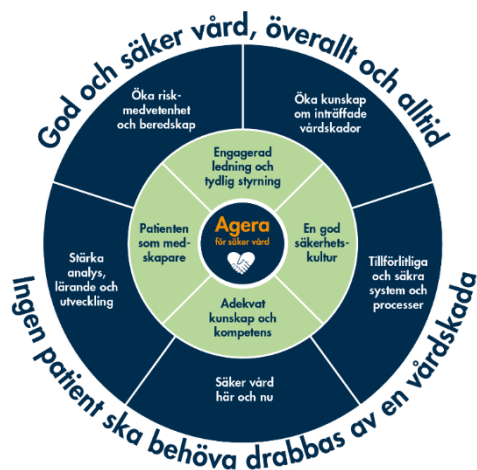 God och säker vård, överallt och alltid
Öka risk-
medvetenhet
och beredskap
Öka kunskap
om inträffade
vårdskador
Engagerad
ledning och
tydlig styrning
Patienten
som med-
skapare
Agera
för säker vård
En god
säkerhets-
kultur
Stärka
analys,
lärande och
utveckling
Tillförlitliga
och säkra
system och
processer
Adekvat
kunskap och
kompetens
Säker vård
här och nu
Ingen patient ska behöva drabbas av en vårdskada